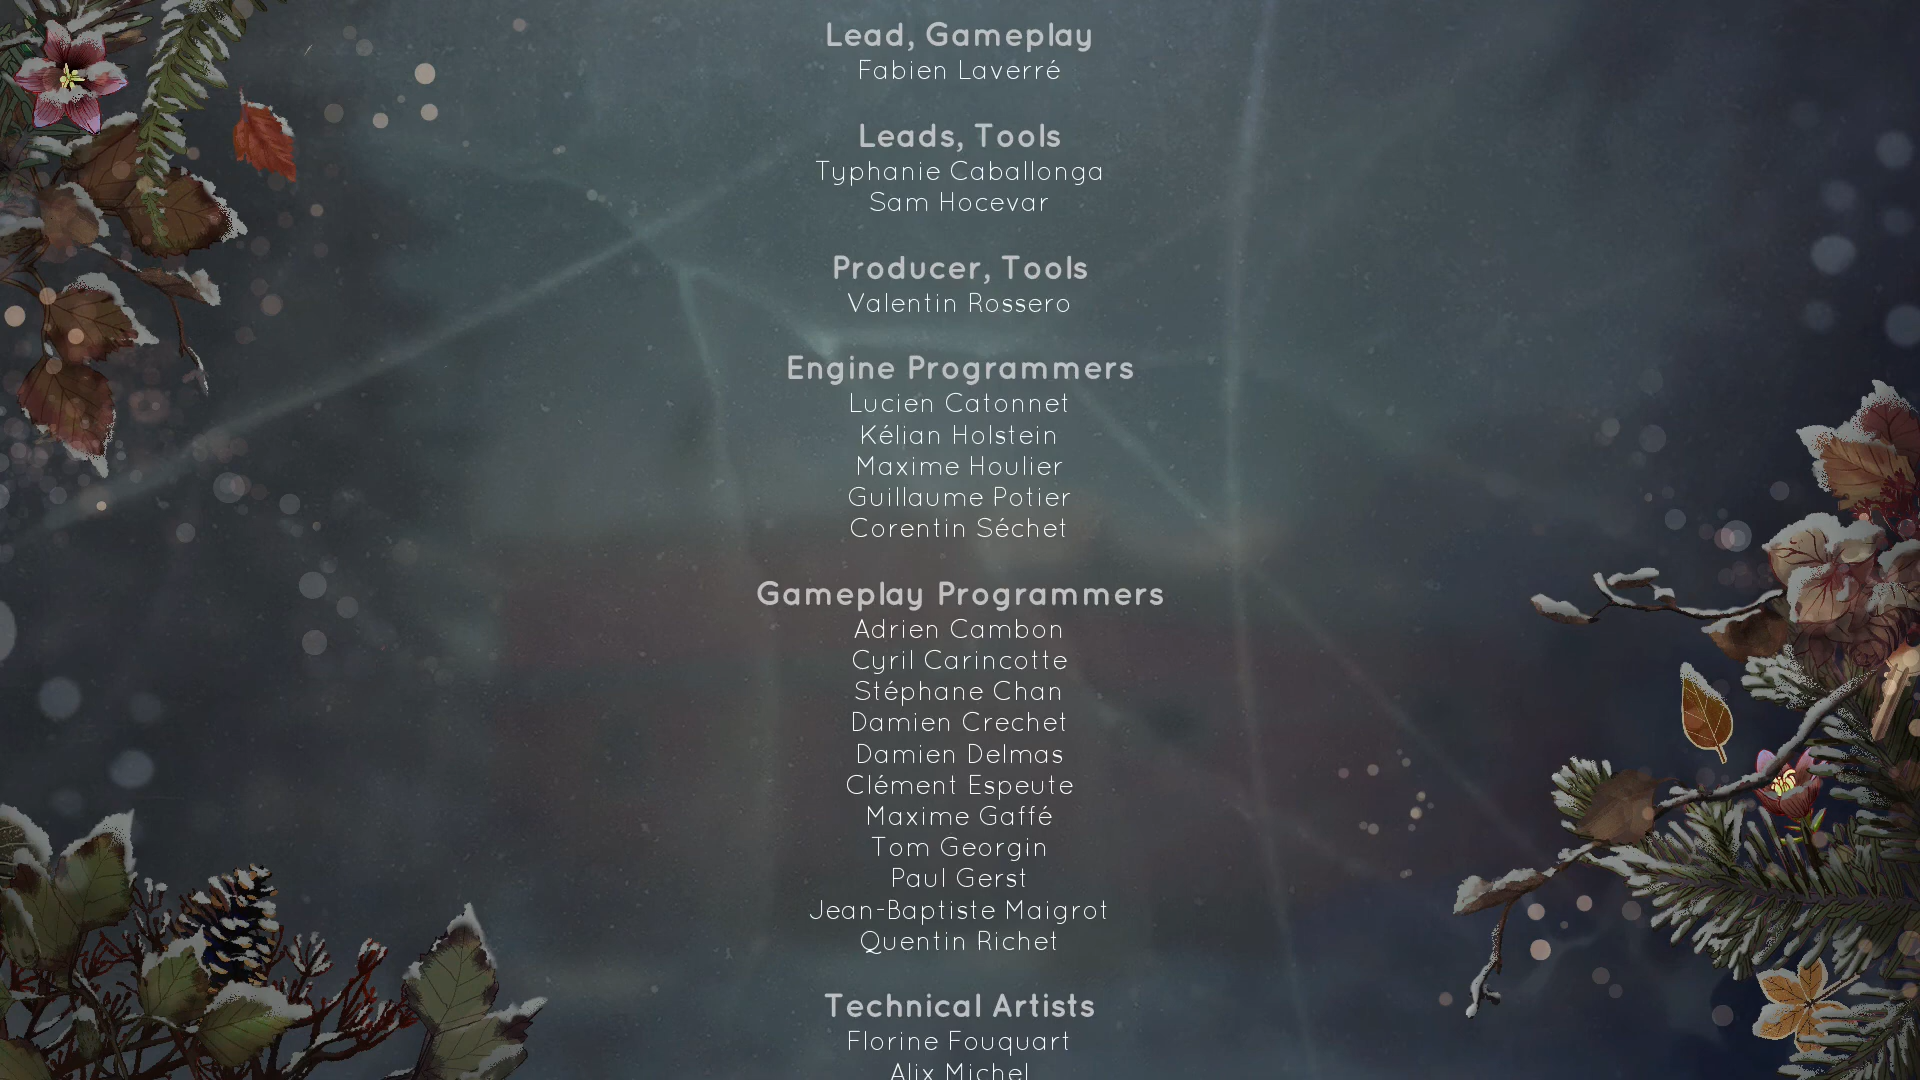 Lead, Gameplay
Fabien Laverré
Leads, Tools
Typhanie Caballonga
Sam Hocevar
Producer, Tools
Valentin Rossero
Engine Programmers
Lucien Catonnet
Kélian Holstein
Maxime Houlier
Guillaume Potier
Corentin Séchet
Gameplay Programmers
Adrien Cambon
Cyril Carincotte
Stéphane Chan
Damien Crechet
Damien Delmas
Clément Espeute
Maxime Gaffé
Tom Georgin
Paul Gerst
Jean-Baptiste Maigrot
Quentin Richet
Technical Artists
Florine Fouquart
Alix Michel